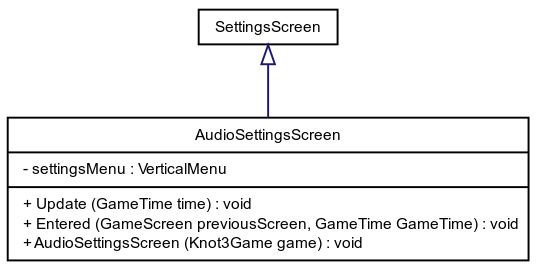 SettingsScreen
AudioSettingsScreen
- settingsMenu : VerticalMenu
+ Update (GameTime time) : void
+ Entered (GameScreen previousScreen, GameTime GameTime) : void
+ AudioSettingsScreen (Knot3Game game) : void